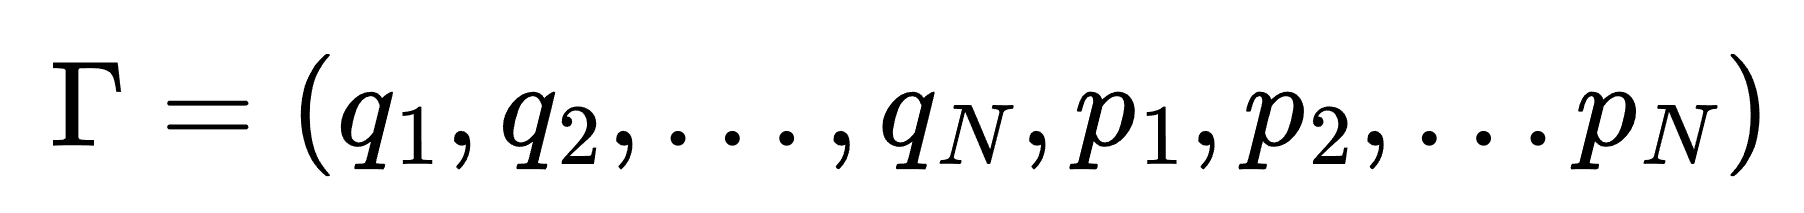 Γ = (q₁, q₂, . . . , q_N, p₁, p₂, . . . p_N)